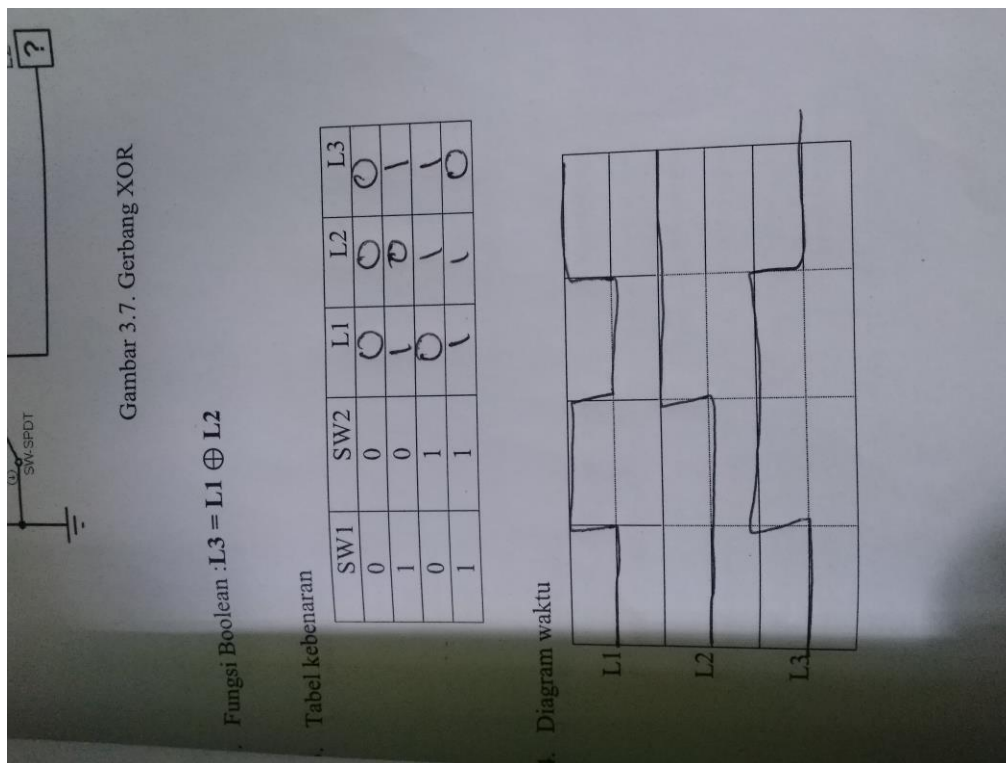 ?
SW-SPDT
Gambar 3.7. Gerbang XOR
Fungsi Boolean :L3 = L1 ⊕ L2
Tabel kebenaran
SW1 SW2 L1 L2 L3
0 0 0 0 0
1 0 1 0 1
0 1 0 1 1
1 1 1 1 0
Diagram waktu
L1
L2
L3